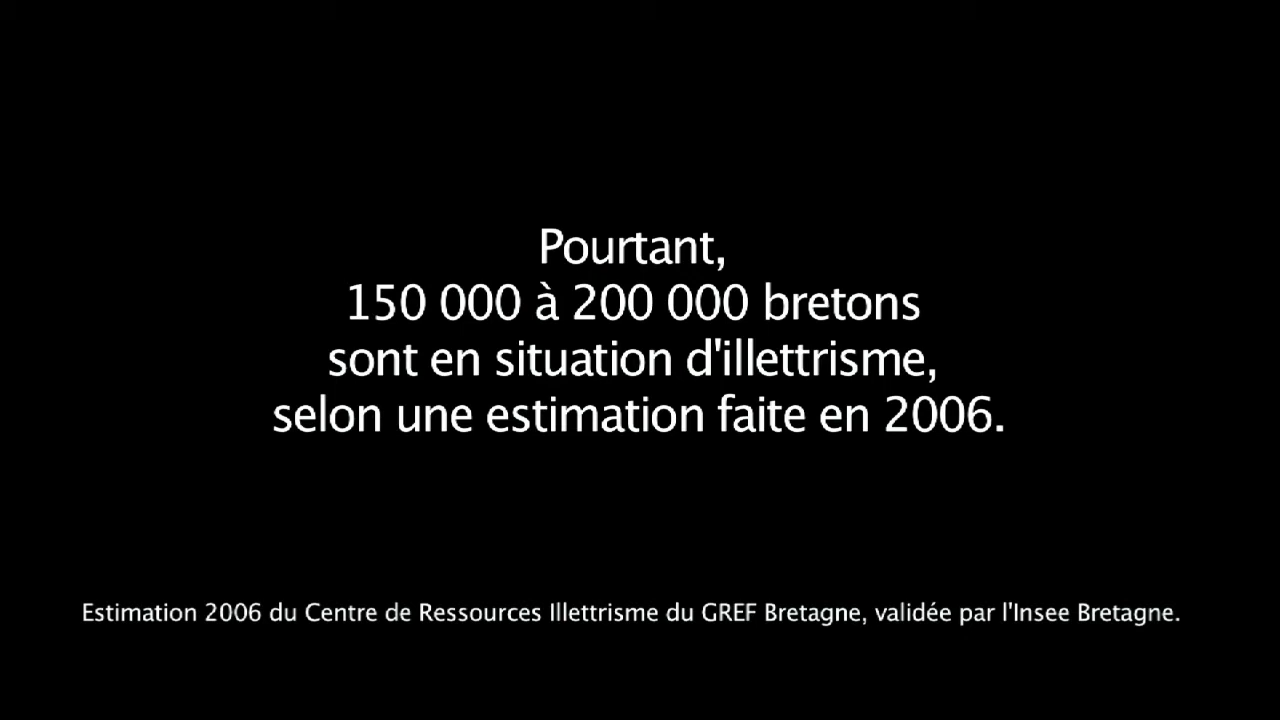 Pourtant,
150 000 à 200 000 bretons
sont en situation d'illettrisme,
selon une estimation faite en 2006.
Estimation 2006 du Centre de Ressources Illettrisme du GREF Bretagne, validée par l'Insee Bretagne.